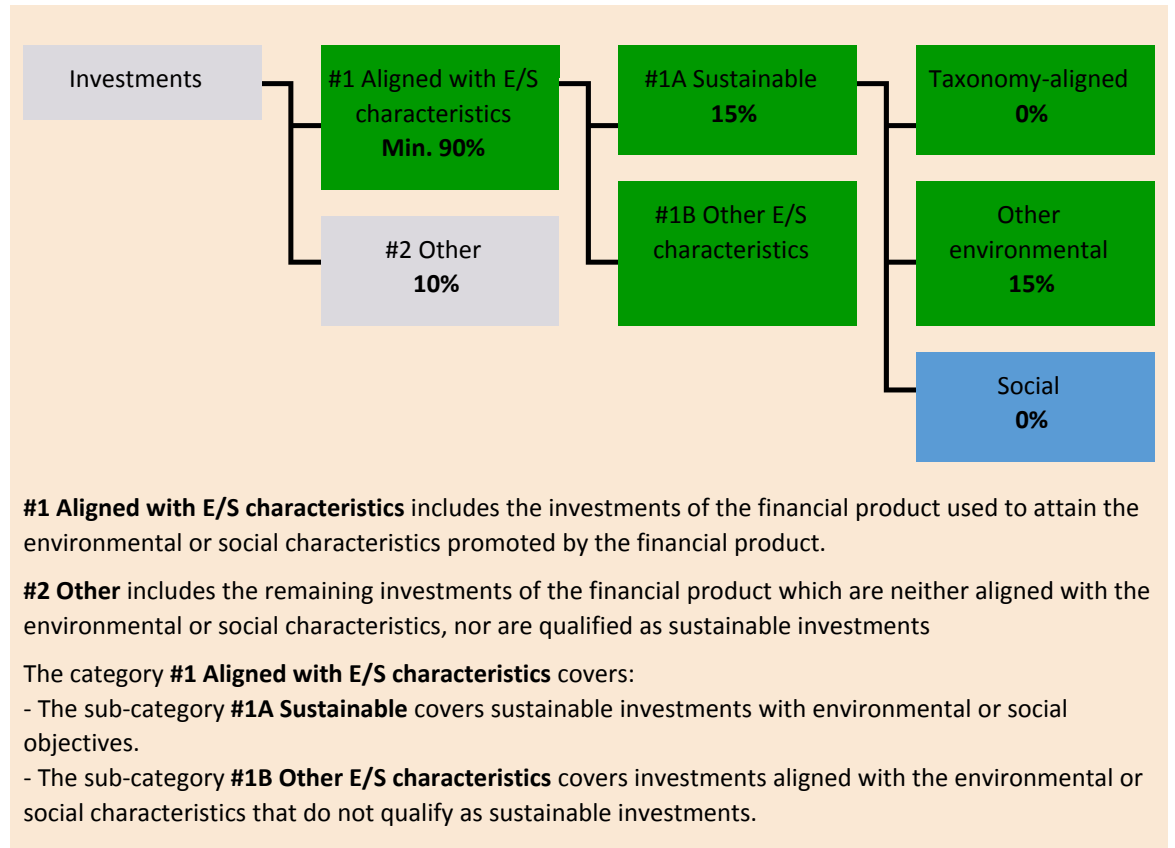 Investments
#1 Aligned with E/S
characteristics
Min. 90%
#2 Other
10%
#1A Sustainable
15%
#1B Other E/S
characteristics
Taxonomy-aligned
0%
Other
environmental
15%
Social
0%
#1 Aligned with E/S characteristics includes the investments of the financial product used to attain the
environmental or social characteristics promoted by the financial product.
#2 Other includes the remaining investments of the financial product which are neither aligned with the
environmental or social characteristics, nor are qualified as sustainable investments
The category #1 Aligned with E/S characteristics covers:
- The sub-category #1A Sustainable covers sustainable investments with environmental or social
objectives.
- The sub-category #1B Other E/S characteristics covers investments aligned with the environmental or
social characteristics that do not qualify as sustainable investments.